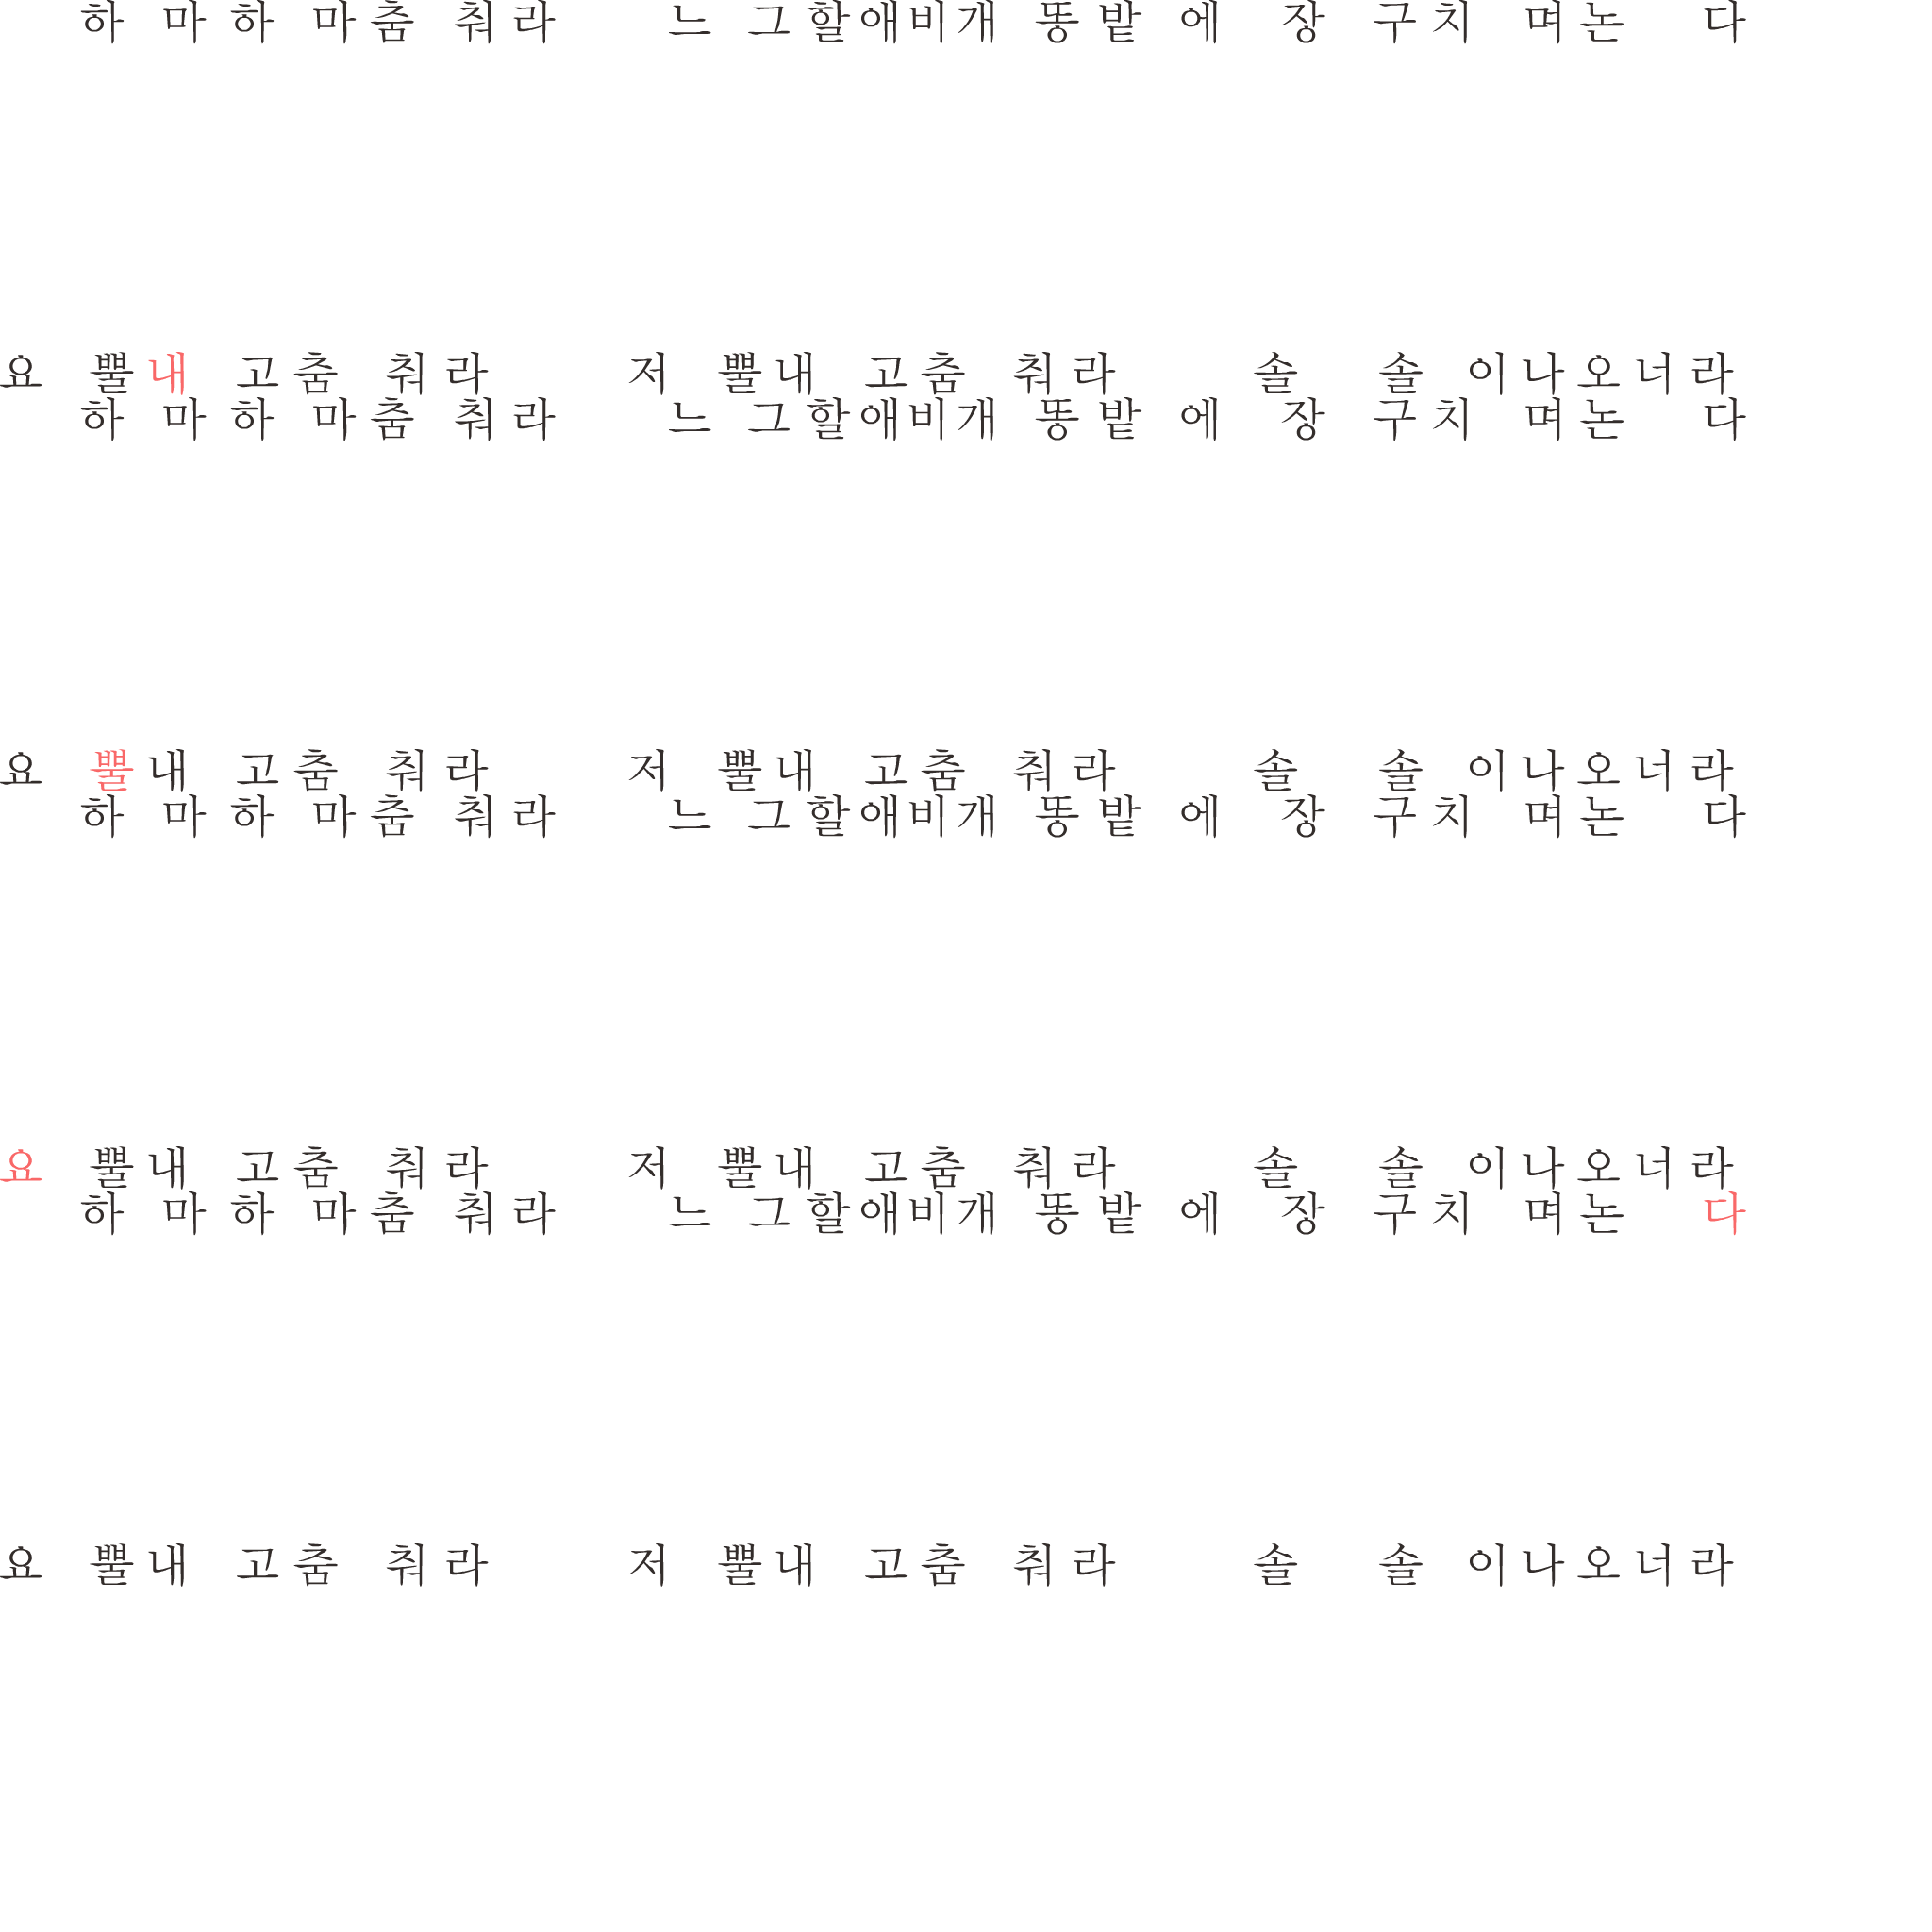 하 마 하 마 춤 취 라 느 그 할 애 비 개 똥 밭 에 장 구 치 며 논 다
요 뿔 내 고 춤 취 라 저 뿔 내 고 춤 춰 라 솔 솔 이 나 오 너 라
하 마 하 마 춤 춰 라 느 그 할 애 비 개 똥 밭 에 장 구 치 며 논 다
요 뿔 내 고 춤 취 라 저 뿔 내 고 춤 춰 라 솔 솔 이 나 오 너 라
하 마 하 마 춤 춰 라 느 그 할 애 비 개 똥 밭 에 장 구 치 며 논 다
요 뿔 내 고 춤 취 라 저 뿔 내 고 춤 춰 라 솔 솔 이 나 오 너 라
하 마 하 마 춤 춰 라 느 그 할 애 비 개 똥 밭 에 장 구 치 며 논 다
요 뿔 내 고 춤 취 라 저 뿔 내 고 춤 춰 라 솔 솔 이 나 오 너 라